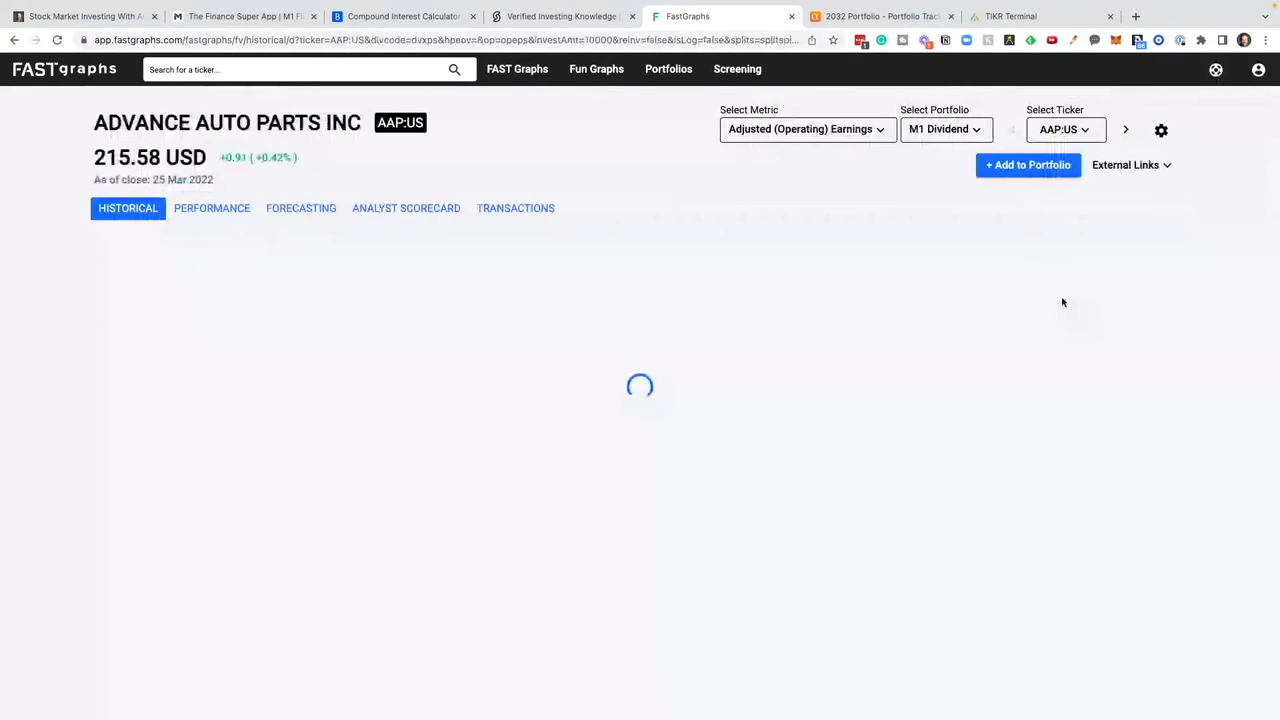 Stock Market Investing With A
The Finance Super App | M1 Fi
Compound Interest Calculator
Verified Investing Knowledge |
FastGraphs
2032 Portfolio - Portfolio Trac
TIKR Terminal
app.fastgraphs.com/fastgraphs/fv/historical/d?ticker=AAP:US&divcode=dvxps&hpeov=&op=opeps&investAmt=10000&reinv=false&isLog=false&splits=splitspi...
FASTgraphs
Search for a ticker...
FAST Graphs
Fun Graphs
Portfolios
Screening
ADVANCE AUTO PARTS INC AAP:US
Select Metric
Select Portfolio
Select Ticker
Adjusted (Operating) Earnings
M1 Dividend
AAP:US
215.58 USD +0.91 ( +0.42% )
+ Add to Portfolio
External Links
As of close: 25 Mar 2022
HISTORICAL
PERFORMANCE
FORECASTING
ANALYST SCORECARD
TRANSACTIONS